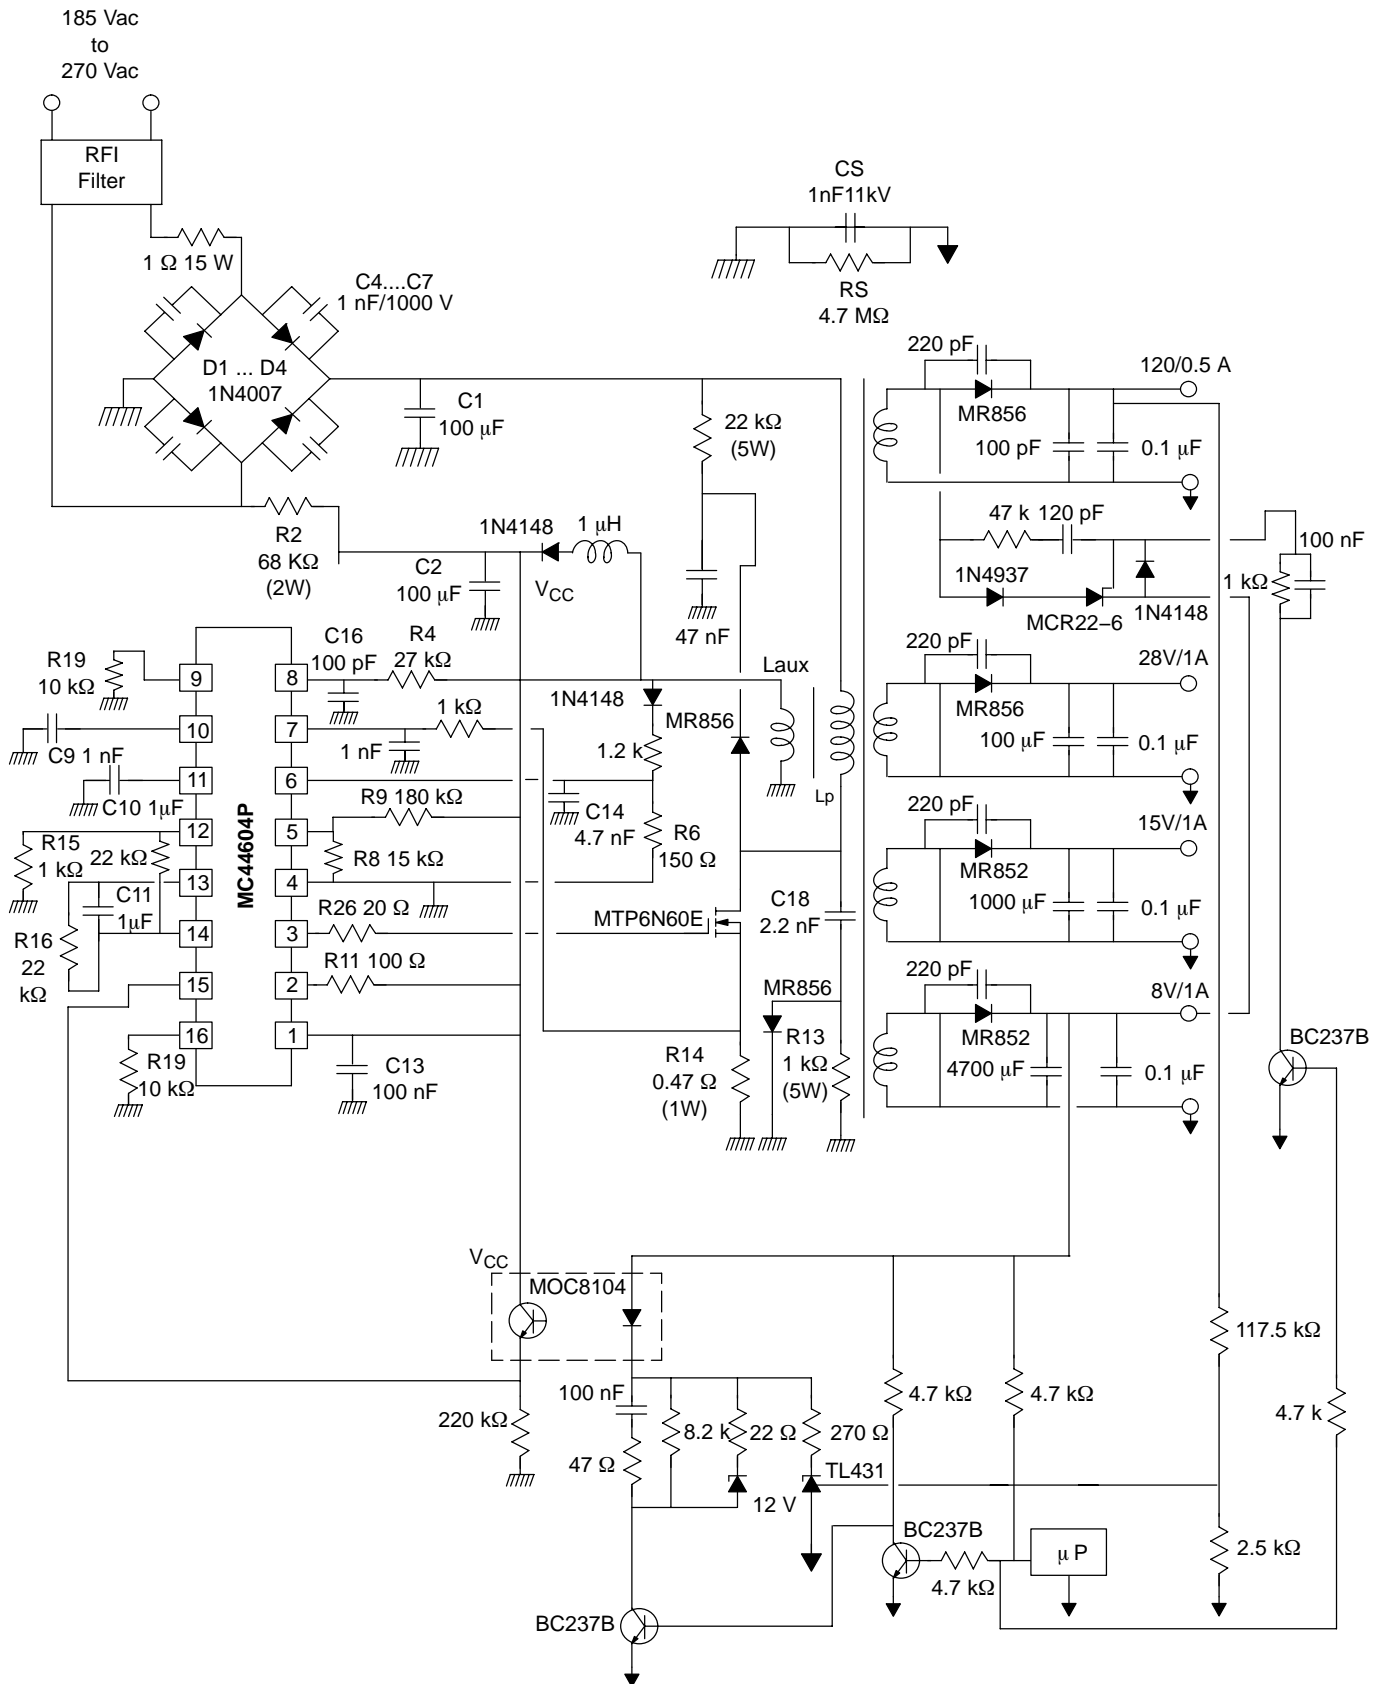 185 Vac
to
270 Vac
RFI
Filter
1 Ω 15 W
C4....C7
1 nF/1000 V
D1 ... D4
1N4007
CS
1nF11kV
RS
4.7 MΩ
C1
100 μF
22 kΩ
(5W)
220 pF
120/0.5 A
MR856
100 pF
0.1 μF
R2
68 KΩ
(2W)
1N4148
1 μH
C2
100 μF
VCC
47 nF
47 k
120 pF
1N4937
MCR22–6
1N4148
1 kΩ
100 nF
R19
10 kΩ
C16
100 pF
R4
27 kΩ
9
8
10
7
11
6
12
5
13
4
14
3
15
2
16
1
MC44604P
C9 1 nF
C10 1μF
R15
1 kΩ
22 kΩ
C11
1μF
R16
22
kΩ
R19
10 kΩ
1 nF
1 kΩ
R9 180 kΩ
R8 15 kΩ
R26 20 Ω
R11 100 Ω
C13
100 nF
1N4148
1.2 k
MR856
C14
4.7 nF
R6
150 Ω
Laux
Lp
MTP6N60E
C18
2.2 nF
MR856
R14
0.47 Ω
(1W)
R13
1 kΩ
(5W)
220 pF
28V/1A
MR856
100 μF
0.1 μF
220 pF
15V/1A
MR852
1000 μF
0.1 μF
220 pF
8V/1A
MR852
4700 μF
0.1 μF
BC237B
VCC
MOC8104
220 kΩ
100 nF
47 Ω
8.2 k
22 Ω
270 Ω
12 V
TL431
4.7 kΩ
4.7 kΩ
117.5 kΩ
4.7 k
BC237B
4.7 kΩ
μ P
2.5 kΩ
BC237B